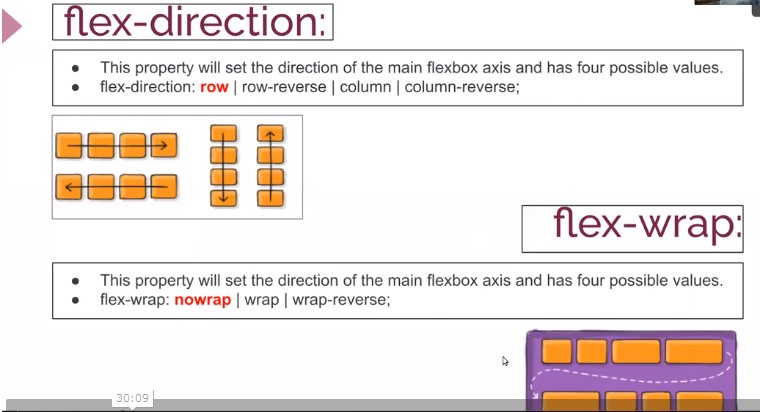 flex-direction:
● This property will set the direction of the main flexbox axis and has four possible values.
● flex-direction: row | row-reverse | column | column-reverse;
flex-wrap:
● This property will set the direction of the main flexbox axis and has four possible values.
● flex-wrap: nowrap | wrap | wrap-reverse;
30:09